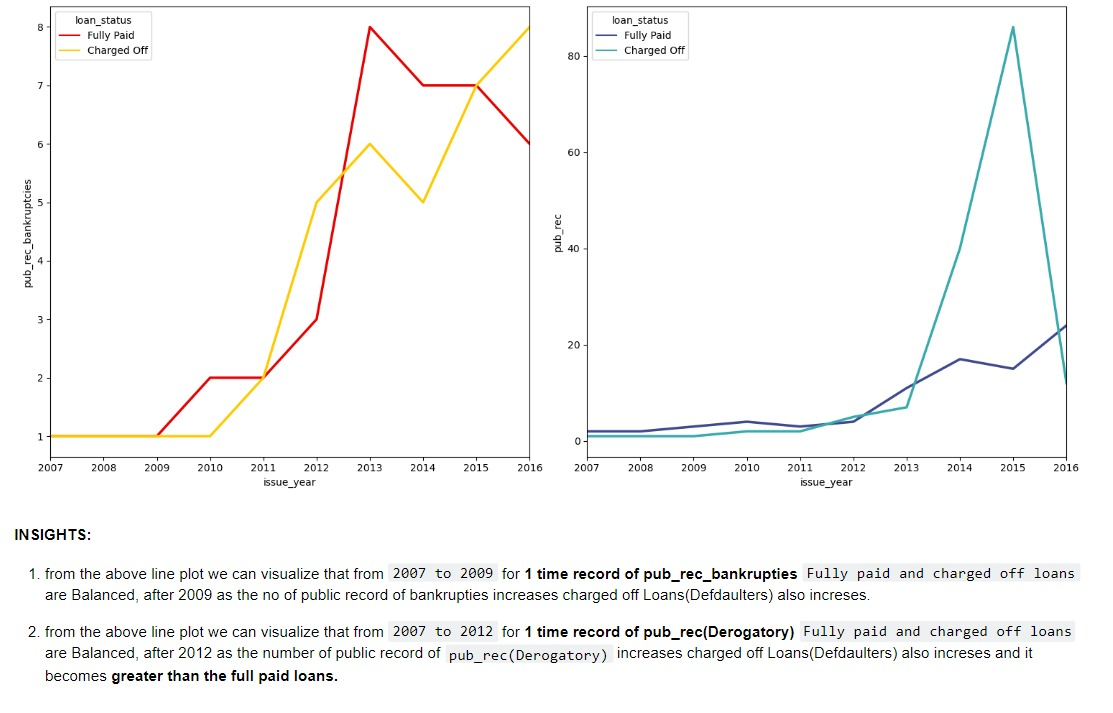 loan_status
Fully Paid
Charged Off
8
7
6
5
4
3
2
1
pub_rec_bankruptcies
2007 2008 2009 2010 2011 2012 2013 2014 2015 2016
issue_year
loan_status
Fully Paid
Charged Off
80
60
40
20
0
pub_rec
2007 2008 2009 2010 2011 2012 2013 2014 2015 2016
issue_year
INSIGHTS:
1. from the above line plot we can visualize that from 2007 to 2009 for 1 time record of pub_rec_bankrupties Fully paid and charged off loans
are Balanced, after 2009 as the no of public record of bankrupties increases charged off Loans(Defdaulters) also increses.
2. from the above line plot we can visualize that from 2007 to 2012 for 1 time record of pub_rec(Derogatory) Fully paid and charged off loans
are Balanced, after 2012 as the number of public record of pub_rec(Derogatory) increases charged off Loans(Defdaulters) also increses and it
becomes greater than the full paid loans.